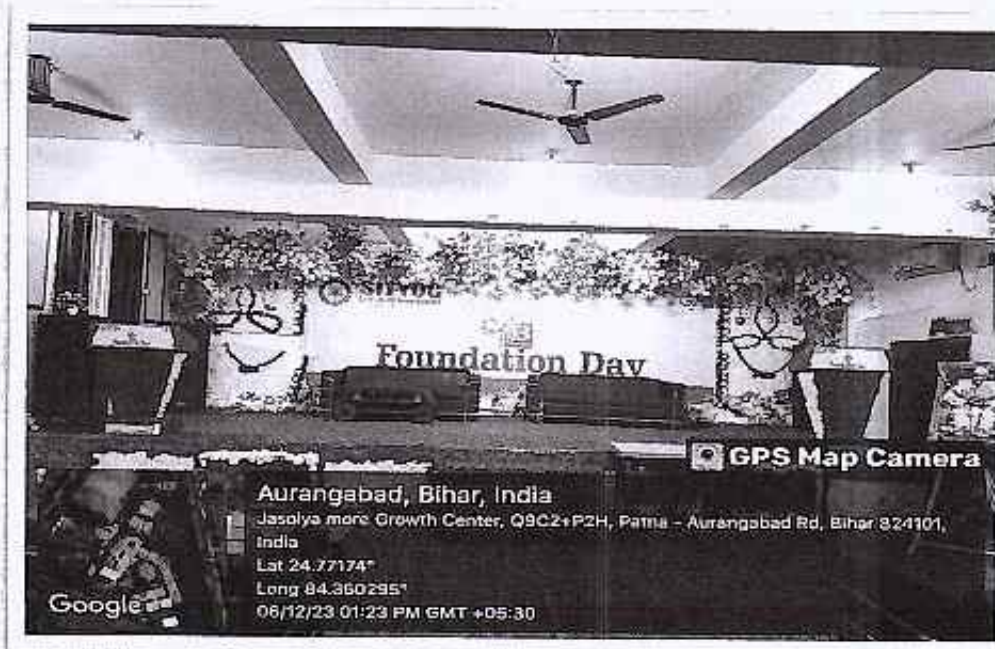 SITYOG
Foundation Day
GPS Map Camera
Aurangabad, Bihar, India
Jasoiya more Growth Center, Q9C2+P2H, Patna - Aurangabad Rd, Bihar 824101,
India
Lat 24.77174°
Long 84.360295°
06/12/23 01:23 PM GMT +05:30
Google